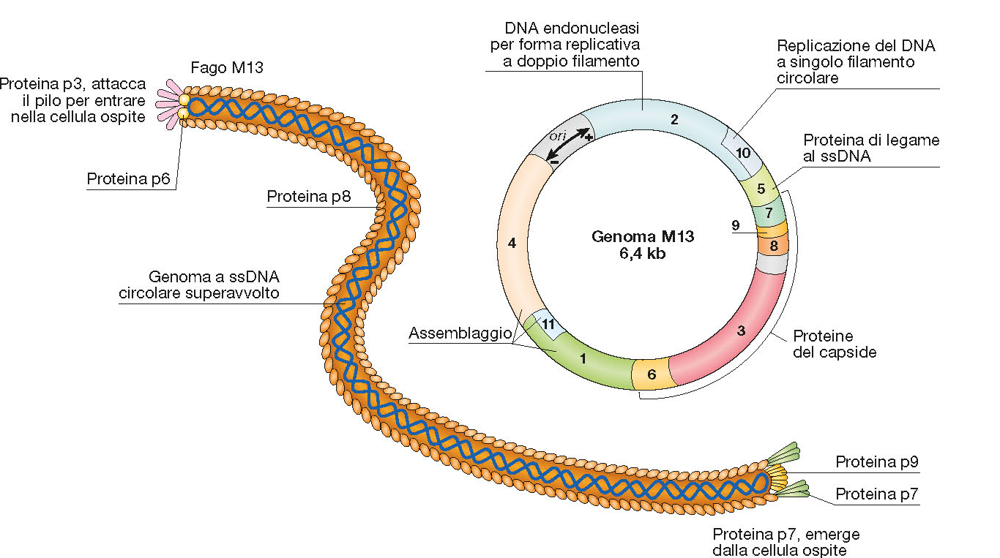 Fago M13
Proteina p3, attacca
il pilo per entrare
nella cellula ospite
Proteina p6
Proteina p8
Genoma a ssDNA
circolare superavvolto
DNA endonucleasi
per forma replicativa
a doppio filamento
Replicazione del DNA
a singolo filamento
circolare
Proteina di legame
al ssDNA
ori
+
–
2
10
5
7
9
8
3
6
1
11
4
Genoma M13
6,4 kb
Assemblaggio
Proteine
del capside
Proteina p9
Proteina p7
Proteina p7, emerge
dalla cellula ospite